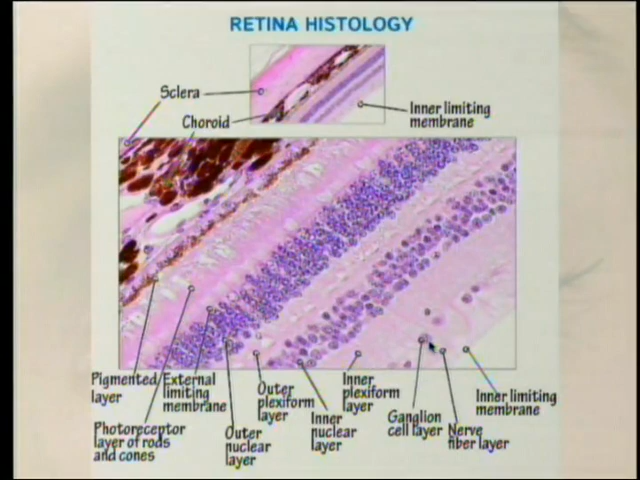 RETINA HISTOLOGY
Sclera
Choroid
Inner limiting
membrane
Pigmented
layer
External
limiting
membrane
Photoreceptor
layer of rods
and cones
Outer
nuclear
layer
Outer
plexiform
layer
Inner
nuclear
layer
Inner
plexiform
layer
Ganglion
cell layer
Nerve
fiber layer
Inner limiting
membrane